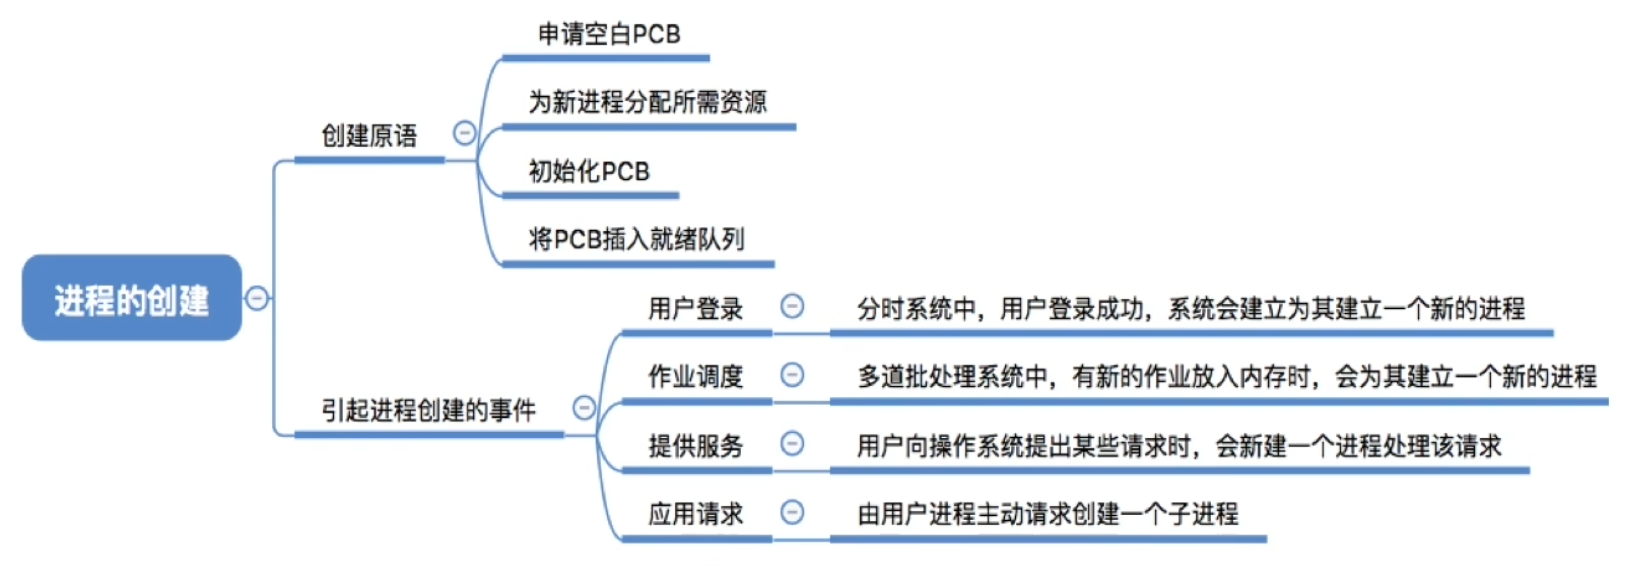 进程的创建
创建原语
申请空白PCB
为新进程分配所需资源
初始化PCB
将PCB插入就绪队列
引起进程创建的事件
用户登录
分时系统中，用户登录成功，系统会建立为其建立一个新的进程
作业调度
多道批处理系统中，有新的作业放入内存时，会为其建立一个新的进程
提供服务
用户向操作系统提出某些请求时，会新建一个进程处理该请求
应用请求
由用户进程主动请求创建一个子进程